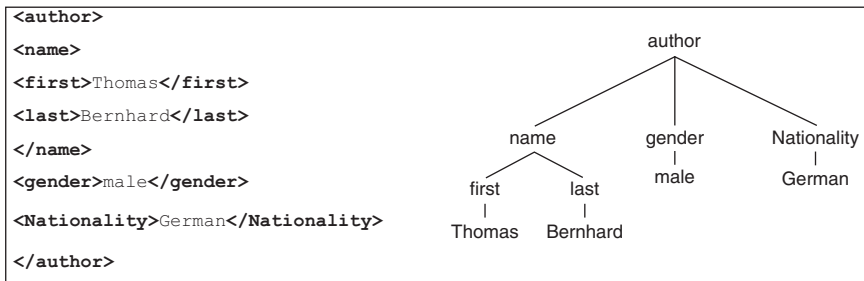 <author>
<name>
<first>Thomas</first>
<last>Bernhard</last>
</name>
<gender>male</gender>
<Nationality>German</Nationality>
</author>
author
name gender Nationality
first last male German
Thomas Bernhard